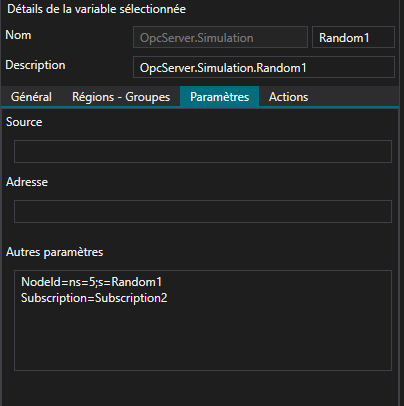 Détails de la variable sélectionnée
Nom OpcServer.Simulation Random1
Description OpcServer.Simulation.Random1
Général Régions - Groupes Paramètres Actions
Source
Adresse
Autres paramètres
NodeId=ns=5;s=Random1
Subscription=Subscription2